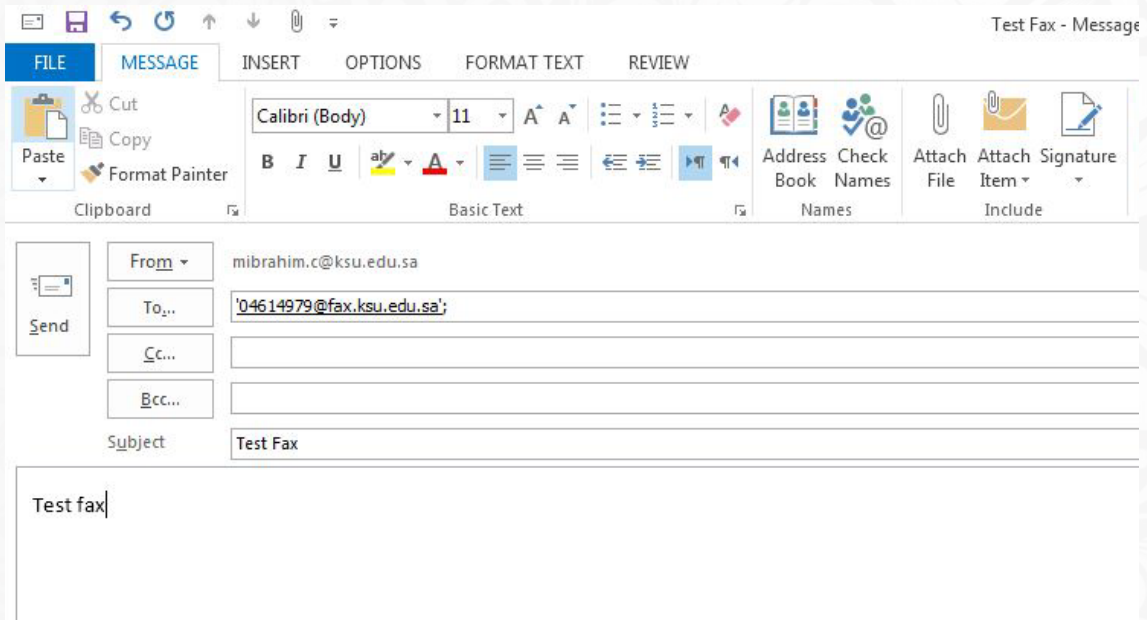 Test Fax - Message
FILE MESSAGE INSERT OPTIONS FORMAT TEXT REVIEW
Paste
Cut
Copy
Format Painter
Clipboard
Calibri (Body) 11
B I U
Basic Text
Address Book
Check Names
Names
Attach File
Attach Item
Signature
Include
Send
From mibrahim.c@ksu.edu.sa
To... '04614979@fax.ksu.edu.sa';
Cc...
Bcc...
Subject Test Fax
Test fax